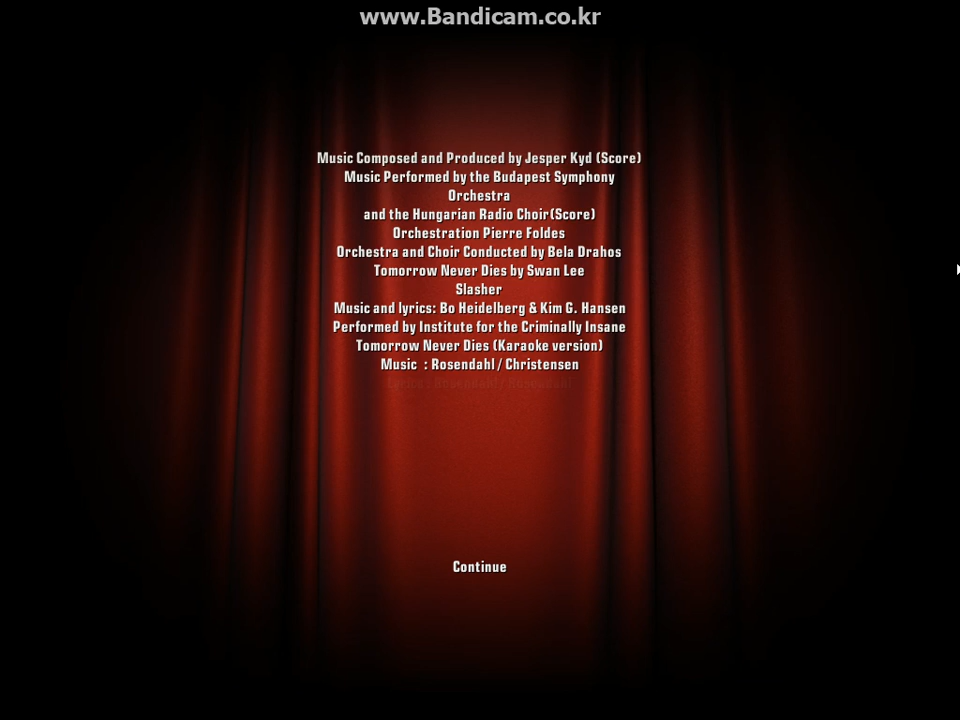 www.Bandicam.co.kr
Music Composed and Produced by Jesper Kyd (Score)
Music Performed by the Budapest Symphony
Orchestra
and the Hungarian Radio Choir(Score)
Orchestration Pierre Foldes
Orchestra and Choir Conducted by Bela Drahos
Tomorrow Never Dies by Swan Lee
Slasher
Music and lyrics: Bo Heidelberg & Kim G. Hansen
Performed by Institute for the Criminally Insane
Tomorrow Never Dies (Karaoke version)
Music : Rosendahl / Christensen
Lyrics : Rosendahl / Rosendahl
Continue